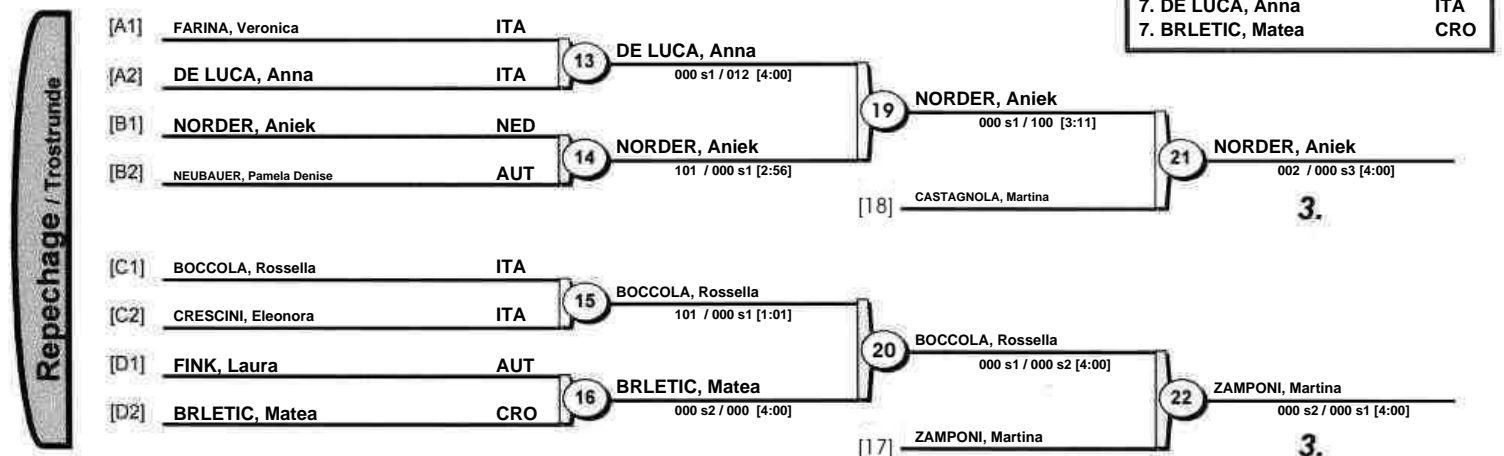 7. DE LUCA, Anna ITA
7. BRLETIC, Matea CRO
Repechage / Trostrunde
[A1] FARINA, Veronica ITA
13 DE LUCA, Anna
000 s1 / 012 [4:00]
[A2] DE LUCA, Anna ITA
19 NORDER, Aniek
000 s1 / 100 [3:11]
[B1] NORDER, Aniek NED
14 NORDER, Aniek
101 / 000 s1 [2:56]
[B2] NEUBAUER, Pamela Denise AUT
21 NORDER, Aniek
002 / 000 s3 [4:00]
[18] CASTAGNOLA, Martina
3.
[C1] BOCCOLA, Rossella ITA
15 BOCCOLA, Rossella
101 / 000 s1 [1:01]
[C2] CRESCINI, Eleonora ITA
20 BOCCOLA, Rossella
000 s1 / 000 s2 [4:00]
[D1] FINK, Laura AUT
16 BRLETIC, Matea
000 s2 / 000 [4:00]
[D2] BRLETIC, Matea CRO
22 ZAMPONI, Martina
000 s2 / 000 s1 [4:00]
[17] ZAMPONI, Martina
3.